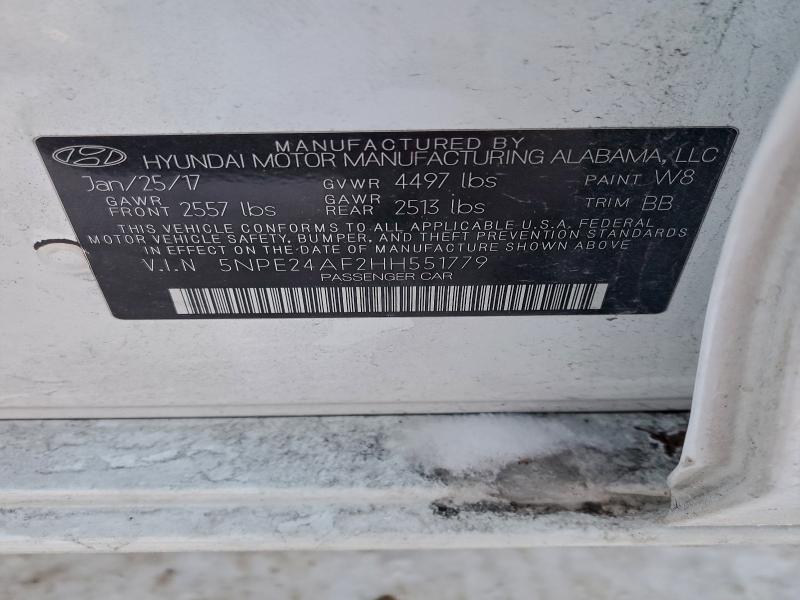 MANUFACTURED BY
HYUNDAI MOTOR MANUFACTURING ALABAMA, LLC
Jan/25/17 GVWR 4497 lbs PAINT W8
GAWR FRONT 2557 lbs GAWR REAR 2513 lbs TRIM BB
THIS VEHICLE CONFORMS TO ALL APPLICABLE U.S.A. FEDERAL
MOTOR VEHICLE SAFETY, BUMPER, AND THEFT PREVENTION STANDARDS
IN EFFECT ON THE DATE OF MANUFACTURE SHOWN ABOVE
V.I.N 5NPE24AF2HH551779
PASSENGER CAR